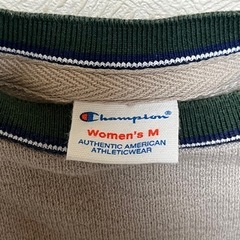 Champion
Women's M
AUTHENTIC AMERICAN
ATHLETICWEAR